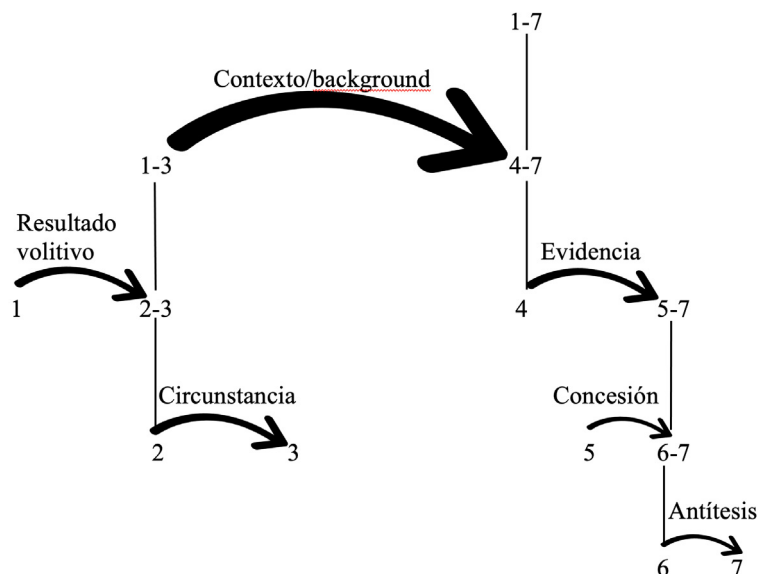 1-7
Contexto/background
1-3
4-7
Resultado
volitivo
Evidencia
1
2-3
4
5-7
Circunstancia
Concesión
2
3
5
6-7
Antítesis
6
7